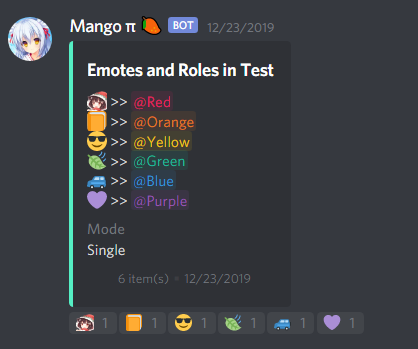 Mango π BOT 12/23/2019
Emotes and Roles in Test
>> @Red
>> @Orange
>> @Yellow
>> @Green
>> @Blue
>> @Purple
Mode
Single
6 item(s) • 12/23/2019
1 1 1 1 1 1